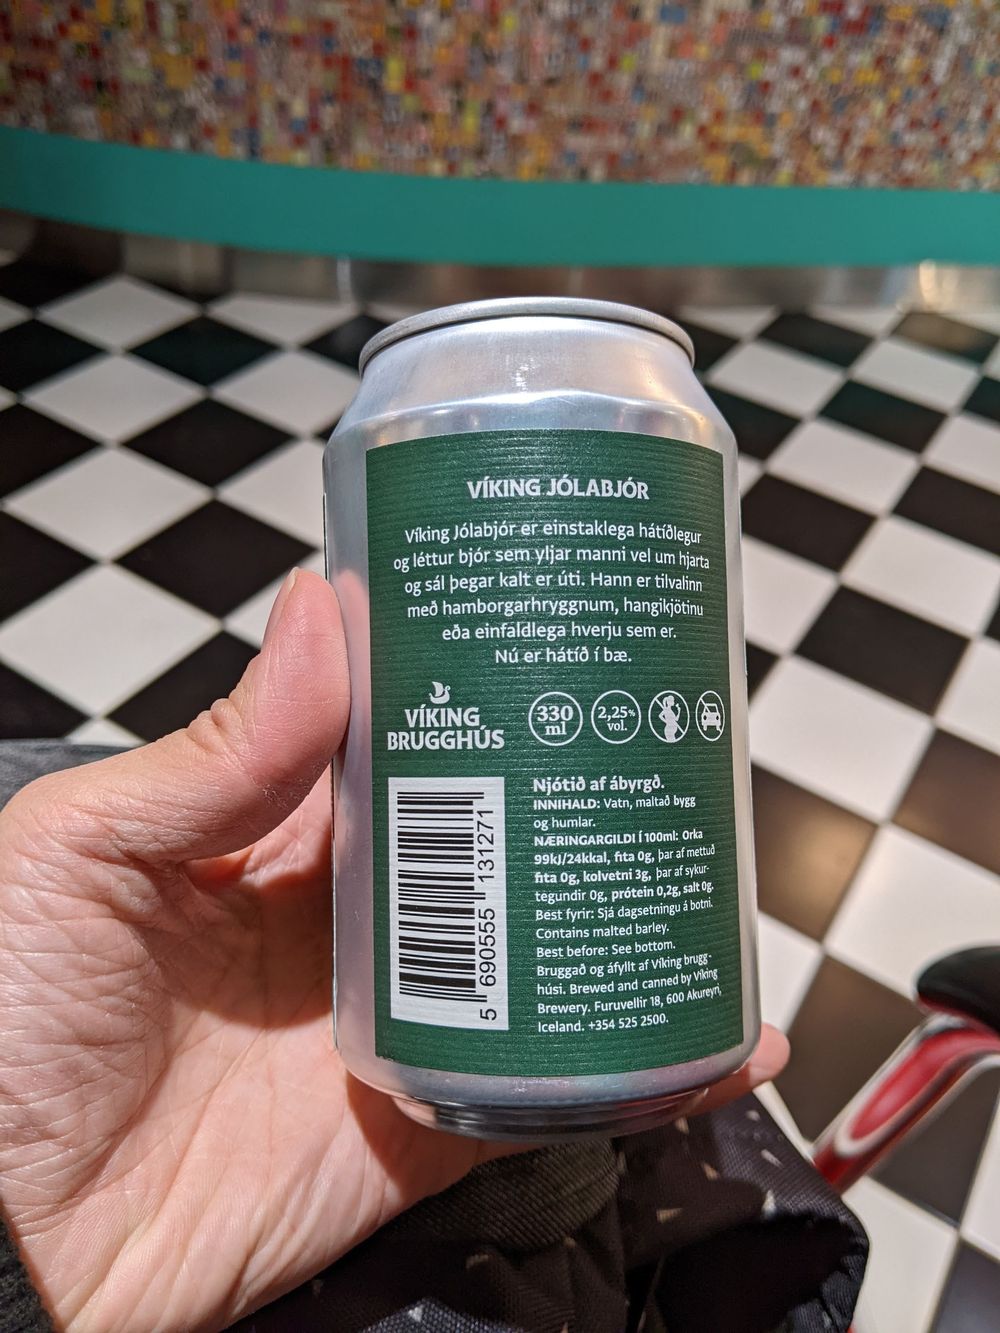 VÍKING JÓLABJÓR
Víking Jólabjór er einstaklega hátíðlegur
og léttur bjór sem yljar manni vel um hjarta
og sál þegar kalt er úti. Hann er tilvalinn
með hamborgarhryggnum, hangikjötinu
eða einfaldlega hverju sem er.
Nú er hátíð í bæ.
VÍKING
BRUGGHÚS
330
ml
2,25%
vol.
Njótið af ábyrgð.
INNIHALD: Vatn, maltað bygg
og humlar.
NÆRINGARGILDI Í 100ml: Orka
99kJ/24kkal, fita 0g, þar af mettuð
fita 0g, kolvetni 3g, þar af sykur-
tegundir 0g, prótein 0,2g, salt 0g.
Best fyrir: Sjá dagsetningu á botni.
Contains malted barley.
Best before: See bottom.
Bruggað og áfyllt af Víking brugg-
húsi. Brewed and canned by Víking
Brewery. Furuvellir 18, 600 Akureyri,
Iceland. +354 525 2500.
5 690555 131271